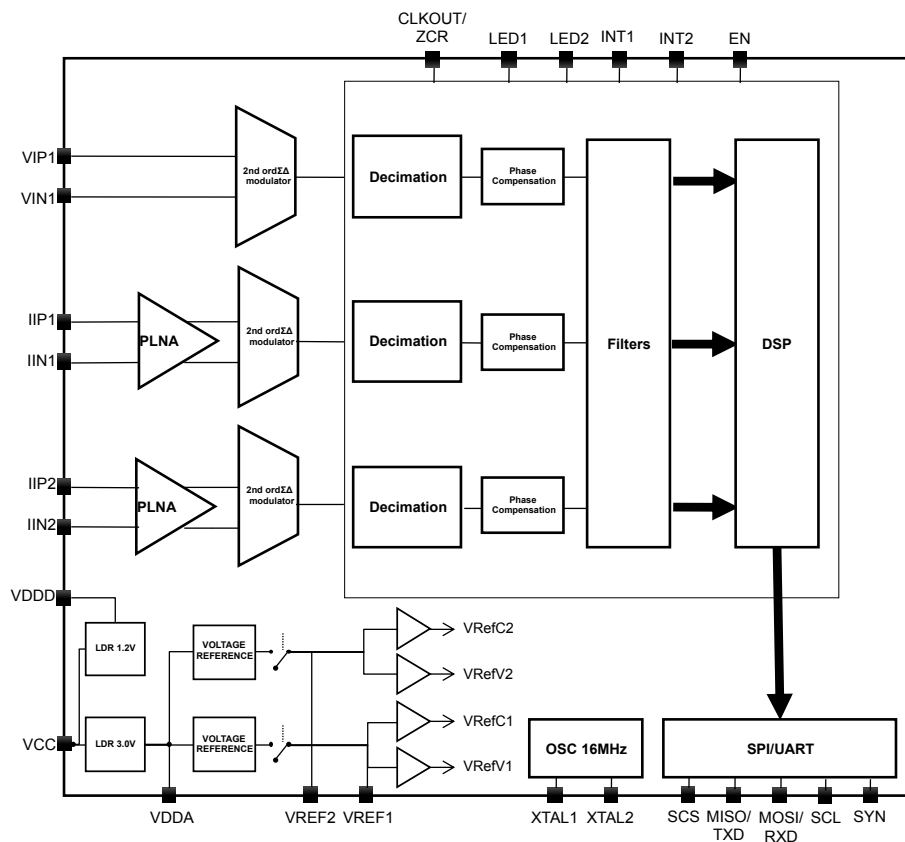 CLKOUT/
ZCR
LED1
LED2
INT1
INT2
EN
VIP1
VIN1
2nd ordΣΔ
modulator
Decimation
Phase
Compensation
IIP1
IIN1
PLNA
2nd ordΣΔ
modulator
Decimation
Phase
Compensation
Filters
DSP
IIP2
IIN2
PLNA
2nd ordΣΔ
modulator
Decimation
Phase
Compensation
VDDD
LDR 1.2V
VOLTAGE
REFERENCE
VRefC2
VRefV2
VCC
LDR 3.0V
VOLTAGE
REFERENCE
VRefC1
VRefV1
OSC 16MHz
SPI/UART
VDDA
VREF2
VREF1
XTAL1
XTAL2
SCS
MISO/
TXD
MOSI/
RXD
SCL
SYN